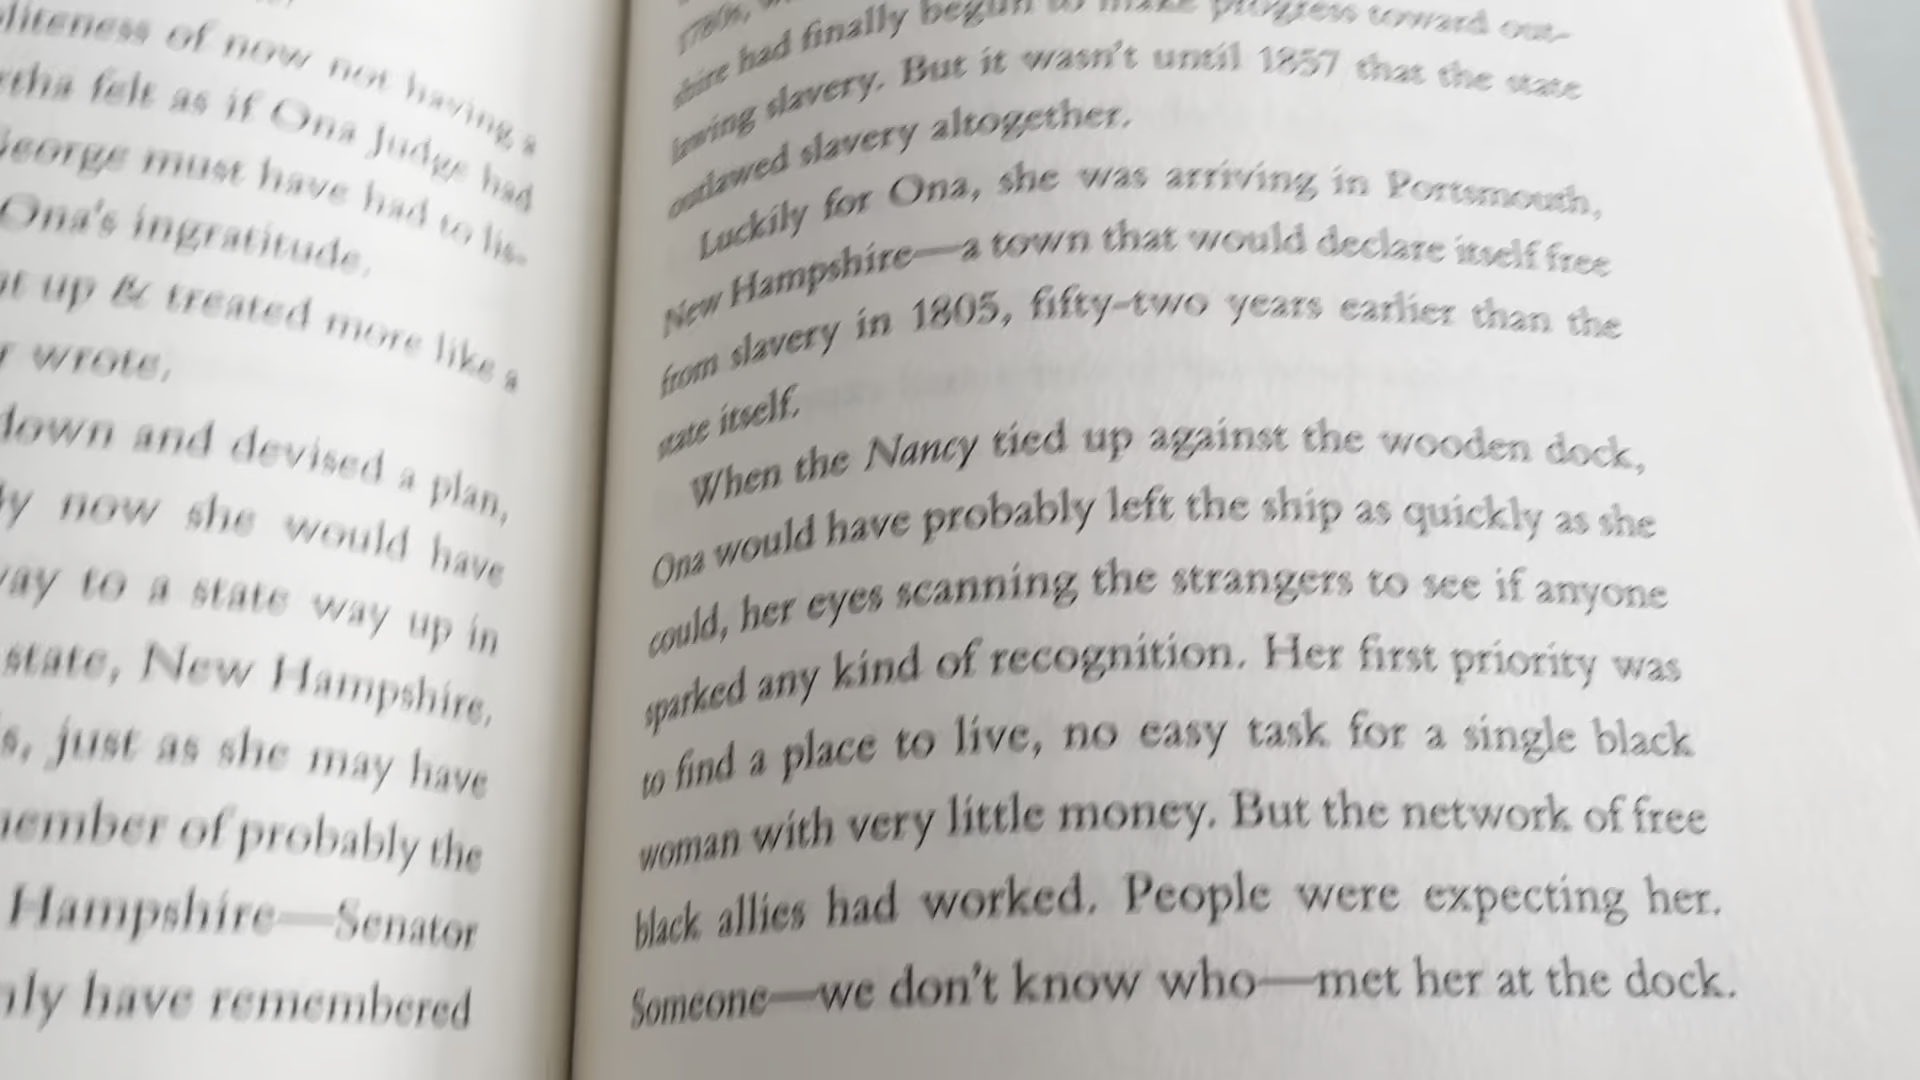 liteness of now not having a
tha felt as if Ona Judge had
George must have had to lis-
Ona's ingratitude.
t up & treated more like a
r wrote,
down and devised a plan,
ly now she would have
way to a state way up in
state, New Hampshire,
s, just as she may have
member of probably the
Hampshire—Senator
nly have remembered
1780s,
shire had finally begun to make progress toward out-
lawing slavery. But it wasn't until 1857 that the state
outlawed slavery altogether.
Luckily for Ona, she was arriving in Portsmouth,
New Hampshire—a town that would declare itself free
from slavery in 1805, fifty-two years earlier than the
state itself.
When the Nancy tied up against the wooden dock,
Ona would have probably left the ship as quickly as she
could, her eyes scanning the strangers to see if anyone
sparked any kind of recognition. Her first priority was
to find a place to live, no easy task for a single black
woman with very little money. But the network of free
black allies had worked. People were expecting her.
Someone—we don't know who—met her at the dock.